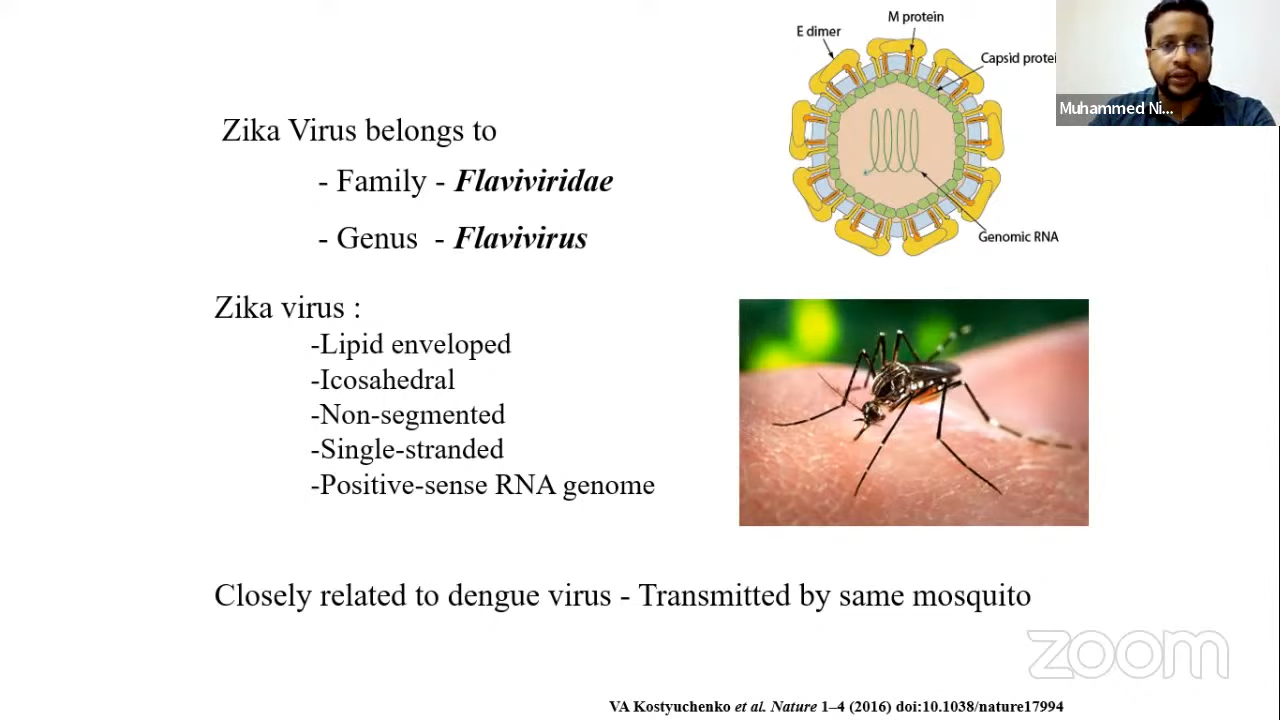 E dimer
M protein
Capsid protei
Genomic RNA
Muhammed Ni...
Zika Virus belongs to
- Family - Flaviviridae
- Genus - Flavivirus
Zika virus :
-Lipid enveloped
-Icosahedral
-Non-segmented
-Single-stranded
-Positive-sense RNA genome
Closely related to dengue virus - Transmitted by same mosquito
zoom
VA Kostyuchenko et al. Nature 1–4 (2016) doi:10.1038/nature17994